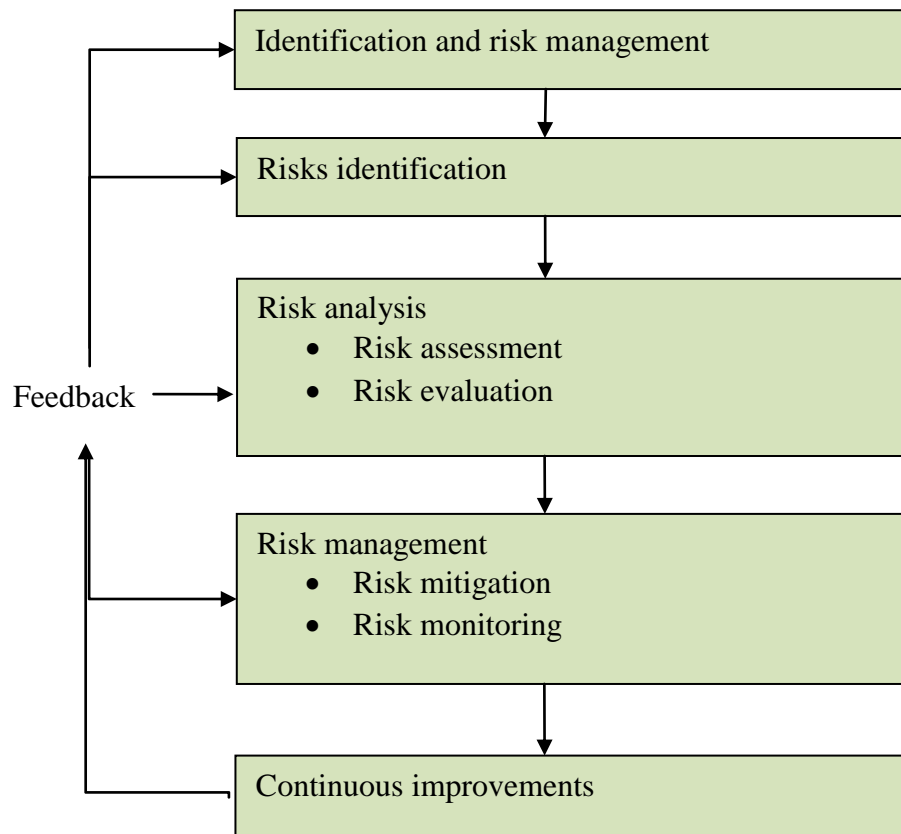 Identification and risk management
Risks identification
Risk analysis
• Risk assessment
• Risk evaluation
Feedback
Risk management
• Risk mitigation
• Risk monitoring
Continuous improvements